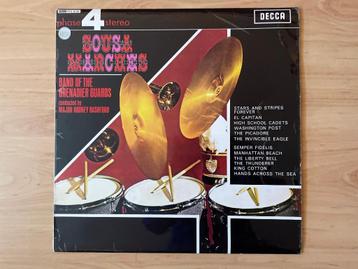 phase 4 stereo
DECCA
SOUSA
MARCHES
BAND OF THE
GRENADIER GUARDS
conducted by
MAJOR RODNEY BASHFORD
STARS AND STRIPES
FOREVER
EL CAPITAN
HIGH SCHOOL CADETS
WASHINGTON POST
THE PICADORE
THE INVINCIBLE EAGLE
SEMPER FIDELIS
MANHATTAN BEACH
THE LIBERTY BELL
THE THUNDERER
KING COTTON
HANDS ACROSS THE SEA